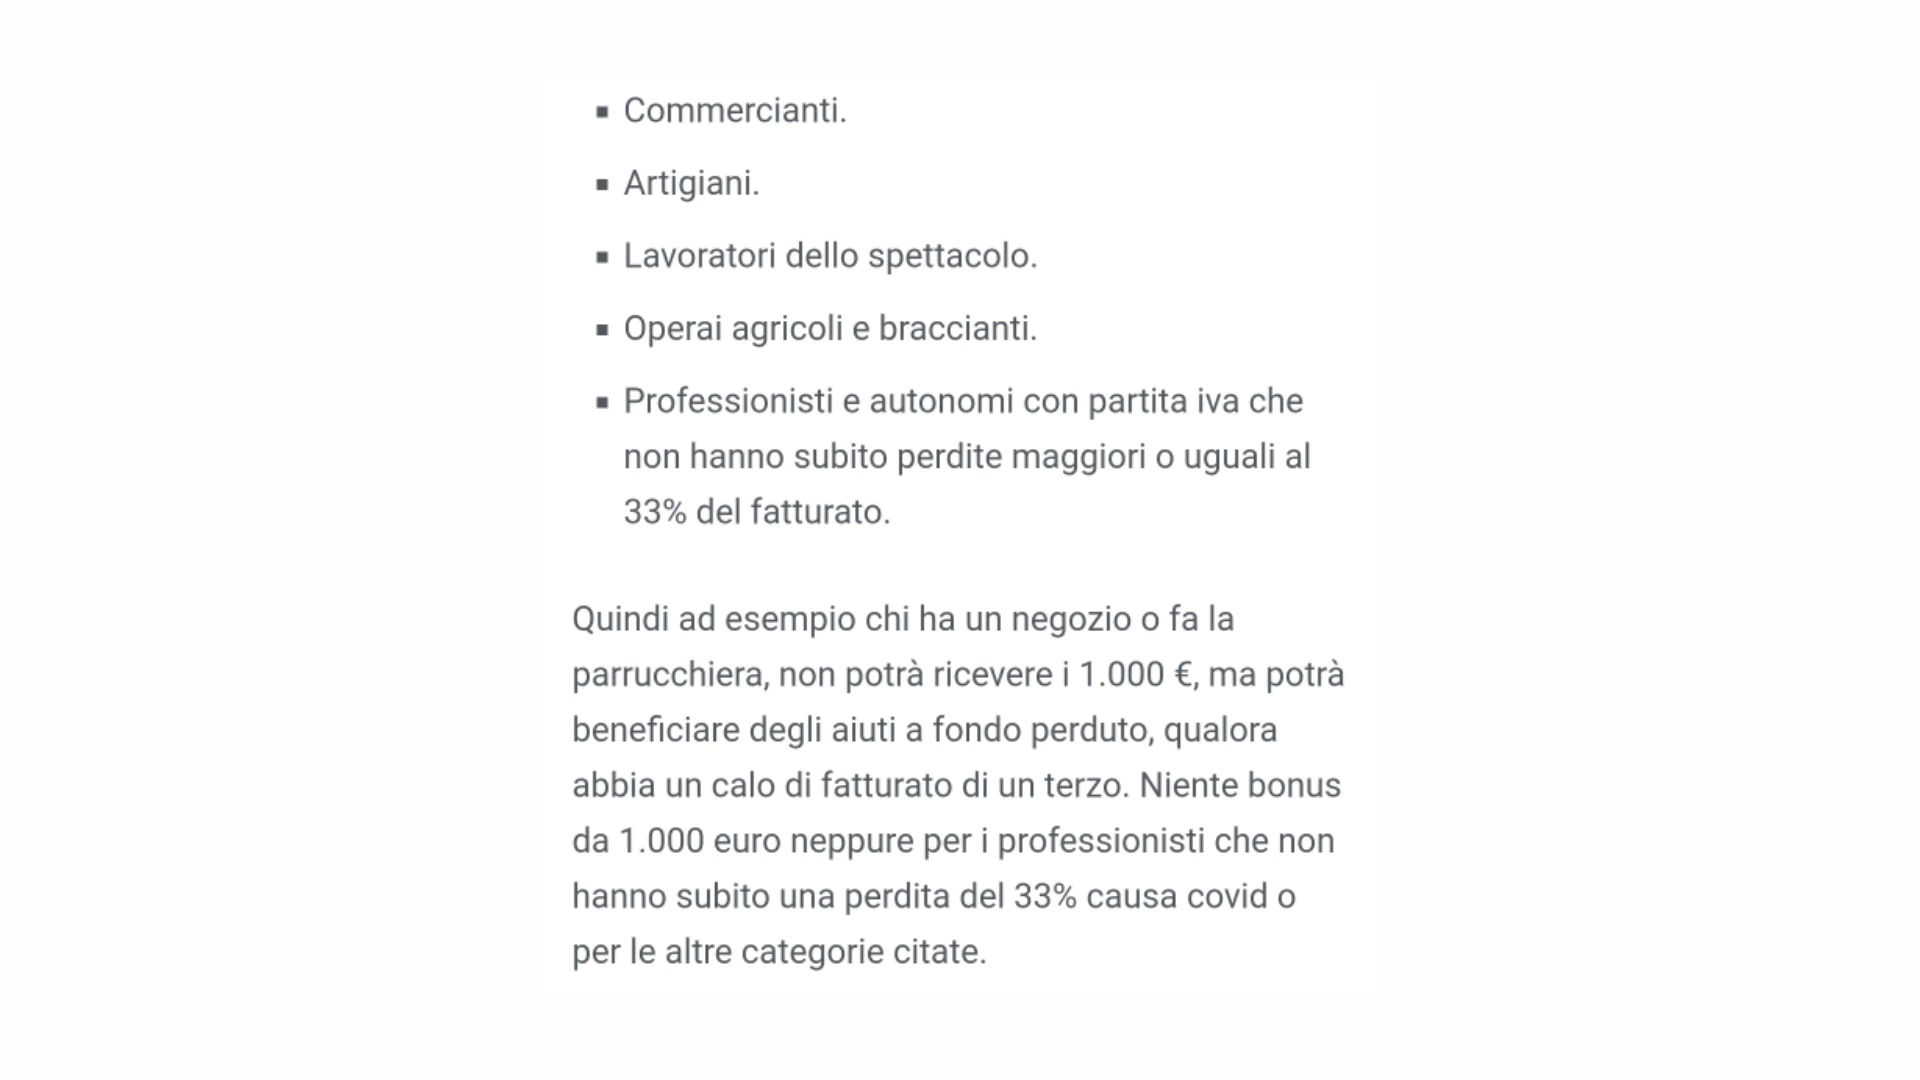 ▪ Commercianti.
▪ Artigiani.
▪ Lavoratori dello spettacolo.
▪ Operai agricoli e braccianti.
▪ Professionisti e autonomi con partita iva che
non hanno subito perdite maggiori o uguali al
33% del fatturato.
Quindi ad esempio chi ha un negozio o fa la
parrucchiera, non potrà ricevere i 1.000 €, ma potrà
beneficiare degli aiuti a fondo perduto, qualora
abbia un calo di fatturato di un terzo. Niente bonus
da 1.000 euro neppure per i professionisti che non
hanno subito una perdita del 33% causa covid o
per le altre categorie citate.